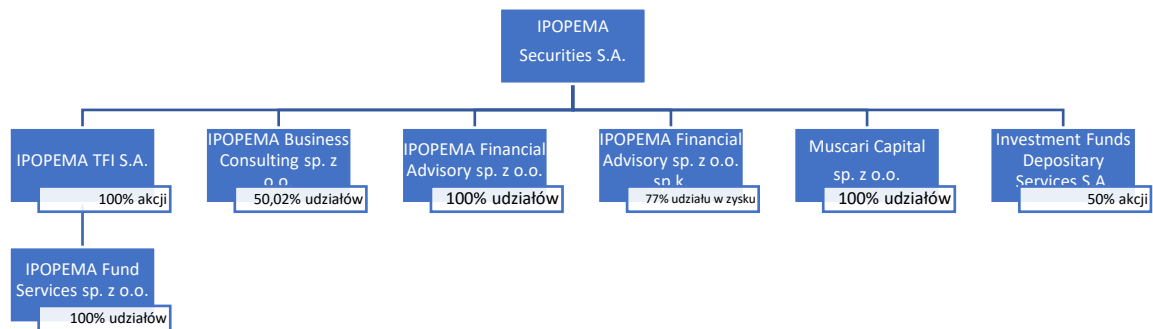 IPOPEMA
Securities S.A.
IPOPEMA TFI S.A.
100% akcji
IPOPEMA Business
Consulting sp. z
o.o.
50,02% udziałów
IPOPEMA Financial
Advisory sp. z o.o.
100% udziałów
IPOPEMA Financial
Advisory sp. z o.o.
sp.k.
77% udziału w zysku
Muscari Capital
sp. z o.o.
100% udziałów
Investment Funds
Depositary
Services S.A.
50% akcji
IPOPEMA Fund
Services sp. z o.o.
100% udziałów